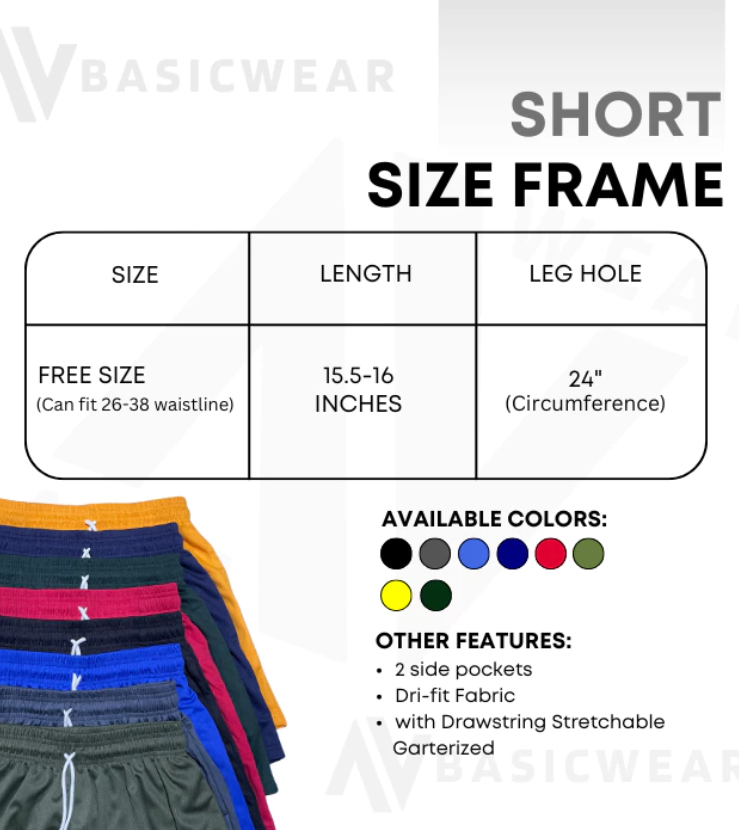 BASICWEAR
SHORT
SIZE FRAME
SIZE
LENGTH
LEG HOLE
FREE SIZE
(Can fit 26-38 waistline)
15.5-16
INCHES
24"
(Circumference)
AVAILABLE COLORS:
OTHER FEATURES:
• 2 side pockets
• Dri-fit Fabric
• with Drawstring Stretchable
Garterized
BASICWEAR